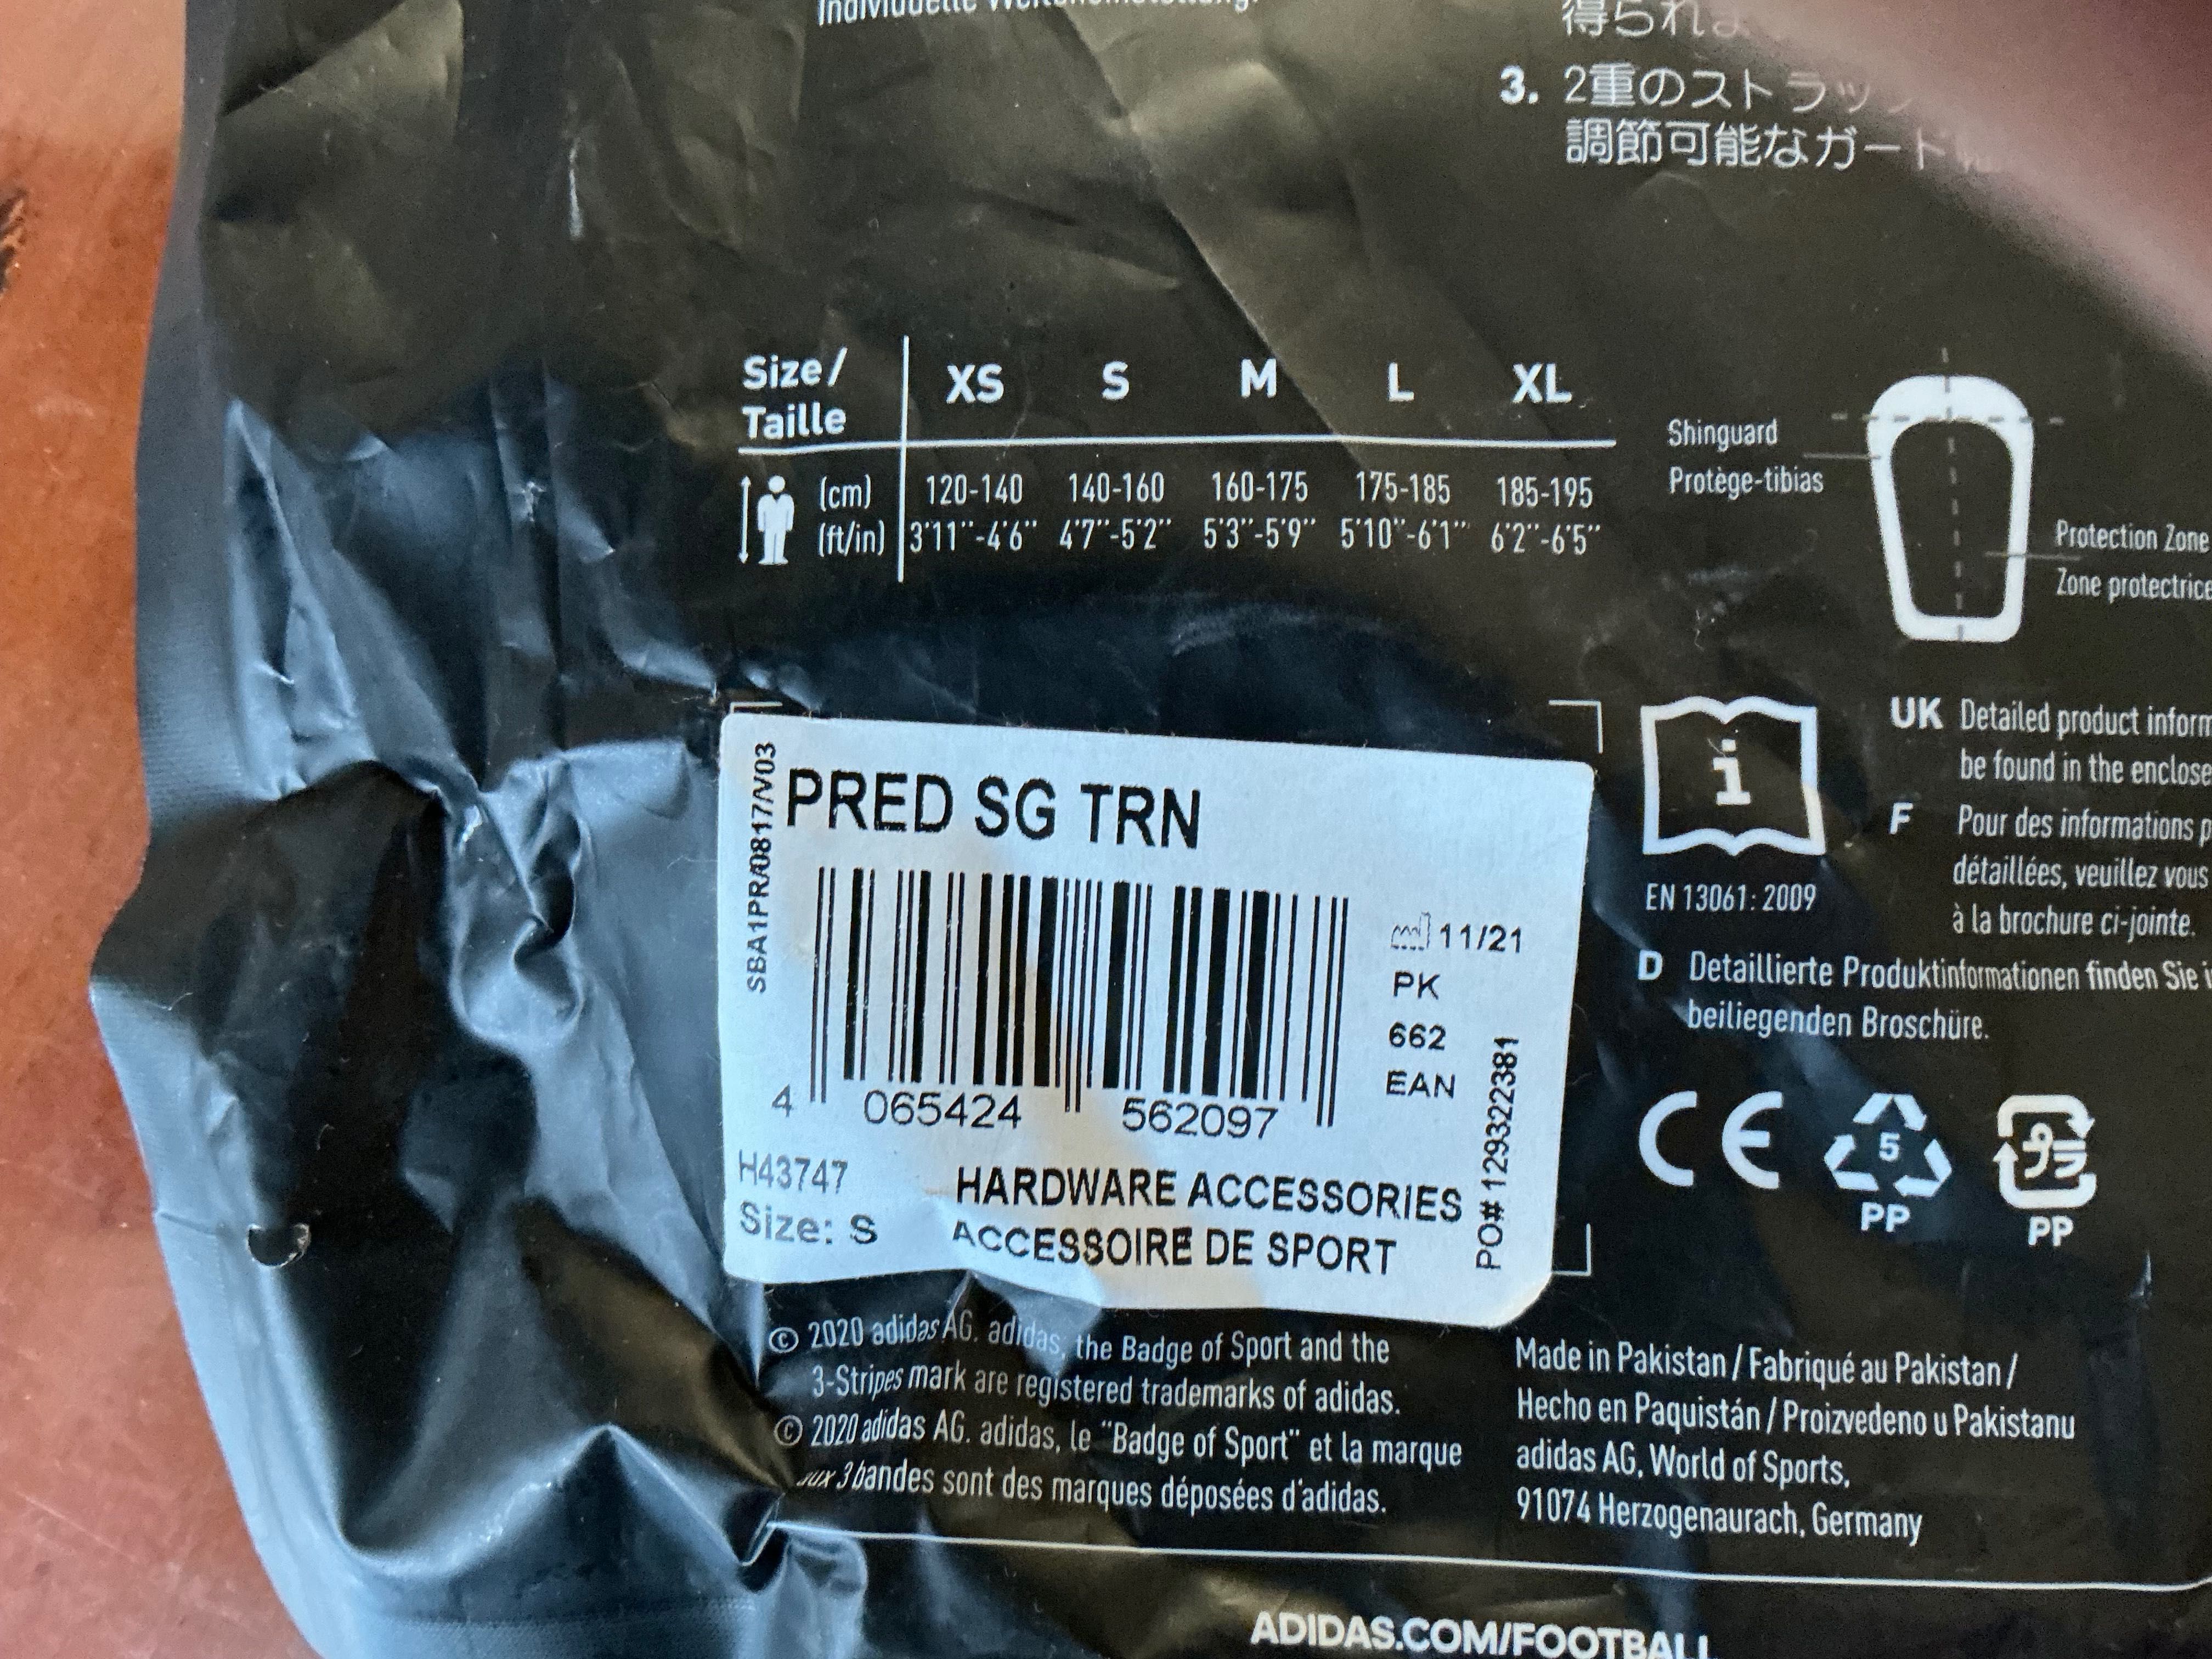 得られ
3. 2重のストラップ
調節可能なガード
Size/ XS S M L XL
Taille
(cm) 120-140 140-160 160-175 175-185 185-195
(ft/in) 3'11"-4'6" 4'7"-5'2" 5'3"-5'9" 5'10"-6'1" 6'2"-6'5"
Shinguard
Protège-tibias
Protection Zone
Zone protectrice
SBA1PR/0817/V03
PRED SG TRN
11/21
PK
662
EAN
4 065424 562097
PO# 129322381
H43747
Size: S
HARDWARE ACCESSORIES
ACCESSOIRE DE SPORT
i
EN 13061: 2009
UK Detailed product inform
be found in the enclose
F Pour des informations p
détaillées, veuillez vous
à la brochure ci-jointe.
D Detaillierte Produktinformationen finden Sie i
beiliegenden Broschüre.
CE 5 プラ
PP PP
© 2020 adidas AG. adidas, the Badge of Sport and the
3-Stripes mark are registered trademarks of adidas.
© 2020 adidas AG. adidas, le "Badge of Sport" et la marque
aux 3 bandes sont des marques déposées d'adidas.
Made in Pakistan / Fabriqué au Pakistan /
Hecho en Paquistán / Proizvedeno u Pakistanu
adidas AG, World of Sports,
91074 Herzogenaurach, Germany
ADIDAS.COM/FOOTBALL